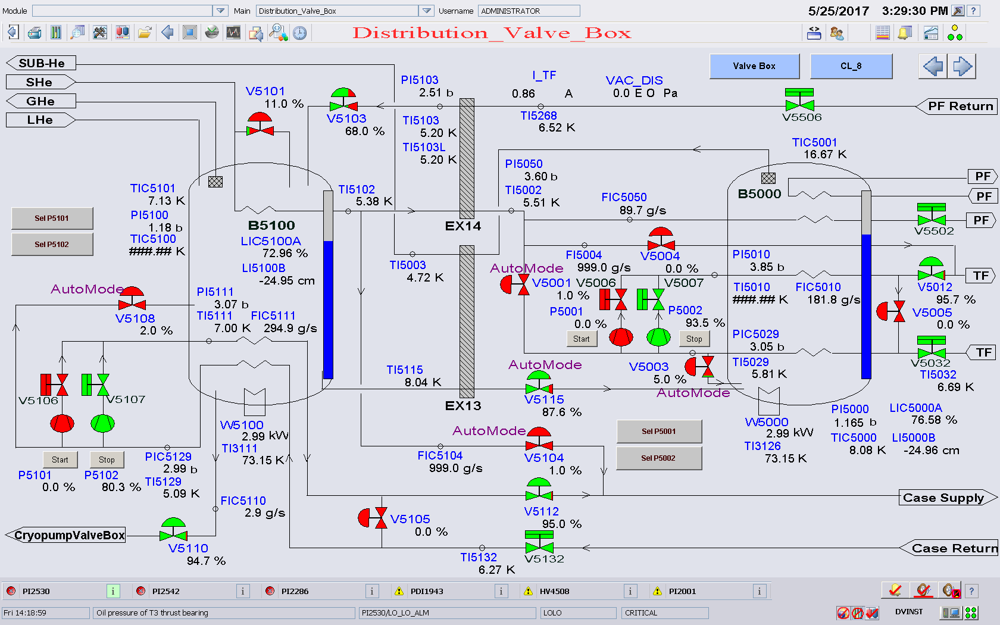 Module
Main
Distribution_Valve_Box
Username
ADMINISTRATOR
5/25/2017 3:29:30 PM
?
Distribution_Valve_Box
Valve Box
CL_8
SUB-He
SHe
GHe
LHe
V5101
11.0 %
V5103
68.0 %
PI5103
2.51 b
TI5103
5.20 K
TI5103L
5.20 K
I_TF
0.86 A
VAC_DIS
0.0 E 0 Pa
TI5268
6.52 K
V5506
PF Return
TIC5001
16.67 K
PF
PF
PF
V5502
TF
V5012
95.7 %
V5005
0.0 %
TF
V5032
TI5032
6.69 K
TIC5101
7.13 K
PI5100
1.18 b
TIC5100
###.## K
Sel P5101
Sel P5102
B5100
LIC5100A
72.96 %
LI5100B
-24.95 cm
TI5102
5.38 K
EX14
PI5050
3.60 b
TI5002
5.51 K
FIC5050
89.7 g/s
B5000
TI5003
4.72 K
FI5004
999.0 g/s
V5004
0.0 %
AutoMode
V5001
1.0 %
V5006
V5007
P5001
0.0 %
P5002
93.5 %
Start
Stop
PI5010
3.85 b
TI5010
###.## K
FIC5010
181.8 g/s
PIC5029
3.05 b
TI5029
5.81 K
V5003
5.0 %
AutoMode
AutoMode
V5108
2.0 %
PI5111
3.07 b
TI5111
7.00 K
FIC5111
294.9 g/s
V5106
V5107
Start
Stop
P5101
0.0 %
P5102
80.3 %
PIC5129
2.99 b
TI5129
5.09 K
W5100
2.99 kW
TI3111
73.15 K
FIC5110
2.9 g/s
TI5115
8.04 K
EX13
AutoMode
V5115
87.6 %
AutoMode
V5104
1.0 %
FIC5104
999.0 g/s
V5112
95.0 %
V5105
0.0 %
V5132
TI5132
6.27 K
Sel P5001
Sel P5002
W5000
2.99 kW
TI3126
73.15 K
PI5000
1.165 b
TIC5000
8.08 K
LIC5000A
76.58 %
LI5000B
-24.96 cm
Case Supply
Case Return
CryopumpValveBox
V5110
94.7 %
PI2530
i
PI2542
i
PI2286
i
PDI1943
i
HV4508
i
PI2001
i
?
Fri 14:18:59
Oil pressure of T3 thrust bearing
PI2530/LO_LO_ALM
LOLO
CRITICAL
DVINST